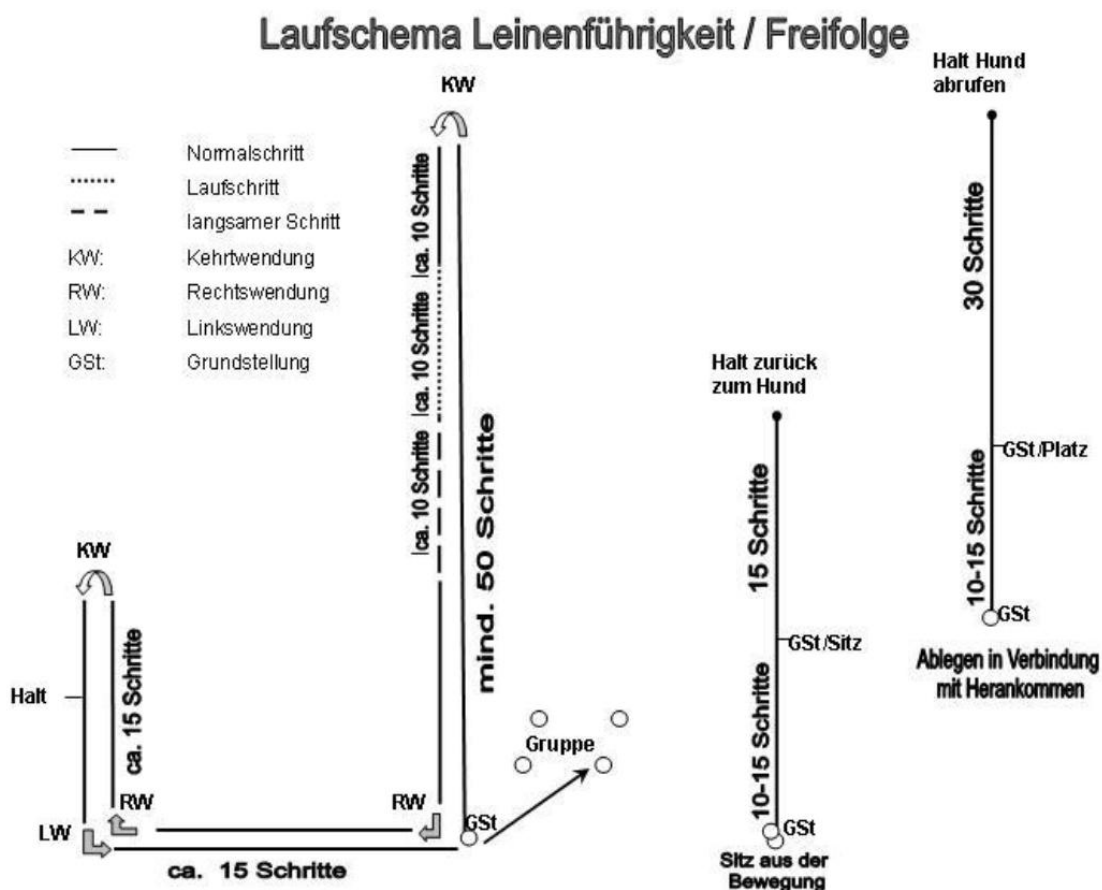 Laufschema Leinenführigkeit / Freifolge
Normalschritt
Laufschritt
langsamer Schritt
KW: Kehrtwendung
RW: Rechtswendung
LW: Linkswendung
GSt: Grundstellung
KW
ca. 10 Schritte
ca. 10 Schritte
ca. 10 Schritte
mind. 50 Schritte
KW
Halt
ca. 15 Schritte
RW
LW
RW
GSt
ca. 15 Schritte
Gruppe
Halt zurück
zum Hund
15 Schritte
GSt/Sitz
10-15 Schritte
GSt
Sitz aus der
Bewegung
Halt Hund
abrufen
30 Schritte
GSt/Platz
10-15 Schritte
GSt
Ablegen in Verbindung
mit Herankommen